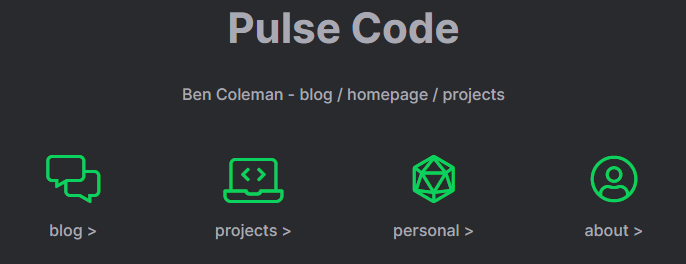 Pulse Code
Ben Coleman - blog / homepage / projects
blog > projects > personal > about >